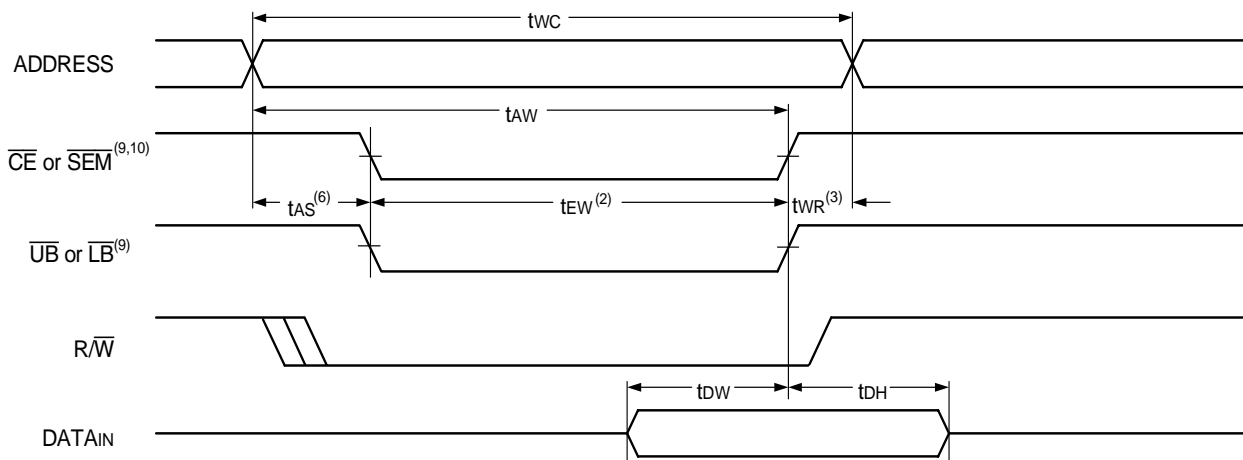 tWC
ADDRESS
tAW
CE or SEM(9,10)
tAS(6)
tEW(2)
tWR(3)
UB or LB(9)
R/W
tDW
tDH
DATAIN